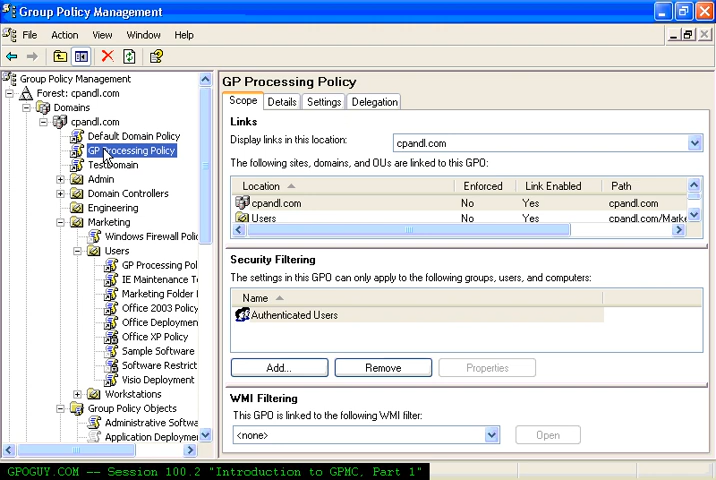 Group Policy Management
File Action View Window Help
Group Policy Management
Forest: cpandl.com
Domains
cpandl.com
Default Domain Policy
GP Processing Policy
TestDomain
Admin
Domain Controllers
Engineering
Marketing
Windows Firewall Polic
Users
GP Processing Pol
IE Maintenance T
Marketing Folder
Office 2003 Policy
Office Deploymen
Office XP Policy
Sample Software
Software Restrict
Visio Deployment
Workstations
Group Policy Objects
Administrative Softwa
Application Deployme
GP Processing Policy
Scope Details Settings Delegation
Links
Display links in this location: cpandl.com
The following sites, domains, and OUs are linked to this GPO:
Location Enforced Link Enabled Path
cpandl.com No Yes cpandl.com
Users No Yes cpandl.com/Marke
Security Filtering
The settings in this GPO can only apply to the following groups, users, and computers:
Name
Authenticated Users
Add... Remove Properties
WMI Filtering
This GPO is linked to the following WMI filter:
<none> Open
GPOGUY.COM -- Session 100.2 "Introduction to GPMC, Part 1"